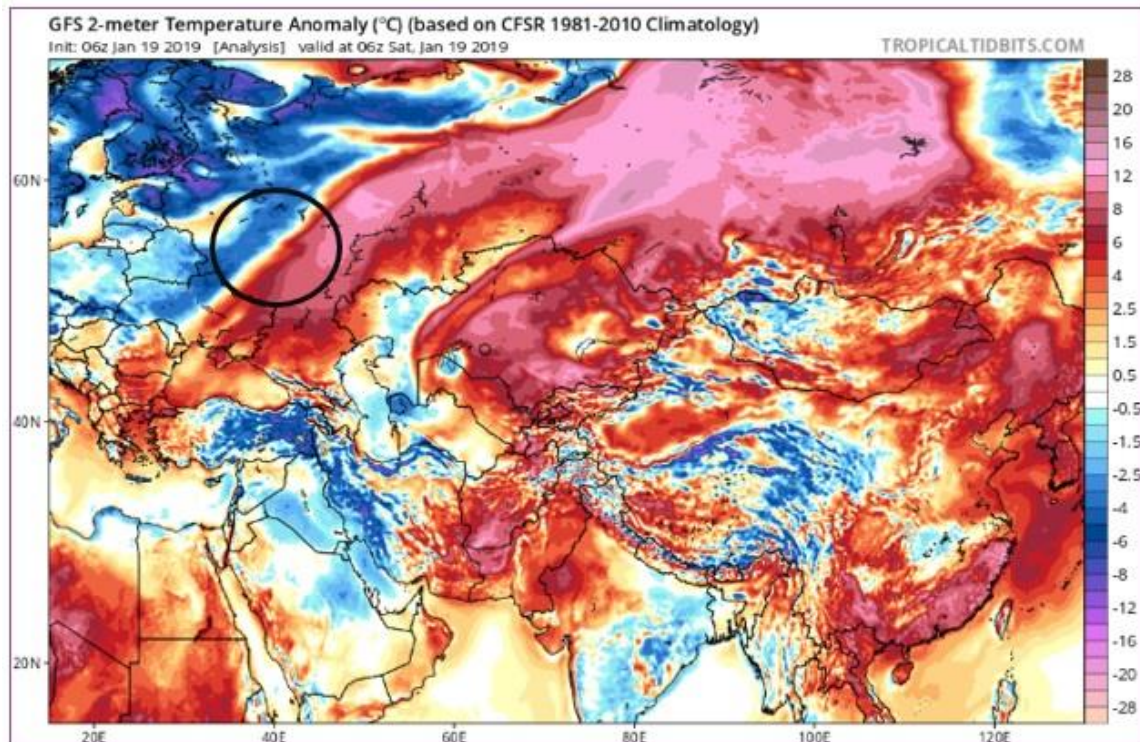 GFS 2-meter Temperature Anomaly (°C) (based on CFSR 1981-2010 Climatology)
Init: 06z Jan 19 2019 [Analysis] valid at 06z Sat, Jan 19 2019
TROPICALTIDBITS.COM
28
20
16
12
8
6
4
2.5
1.5
0.5
-0.5
-1.5
-2.5
-4
-6
-8
-12
-16
-20
-28
60N
40N
20N
20E
40E
60E
80E
100E
120E